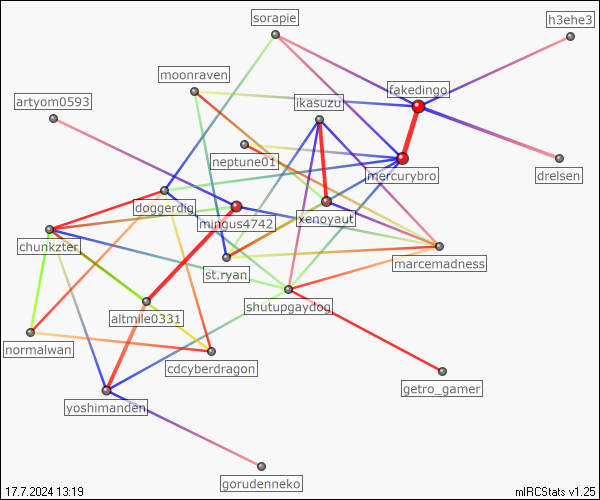 sorapie
h3ehe3
moonraven
fakedingo
artyom0593
ikasuzu
neptune01
mercurybro
drelsen
doggerdig
mingus4742
xenoyaut
chunkzter
st.ryan
marcemadness
shutupgaydog
altmile0331
normalwan
cdcyberdragon
getro_gamer
yoshimanden
gorudenneko
17.7.2024 13:19
mIRCStats v1.25